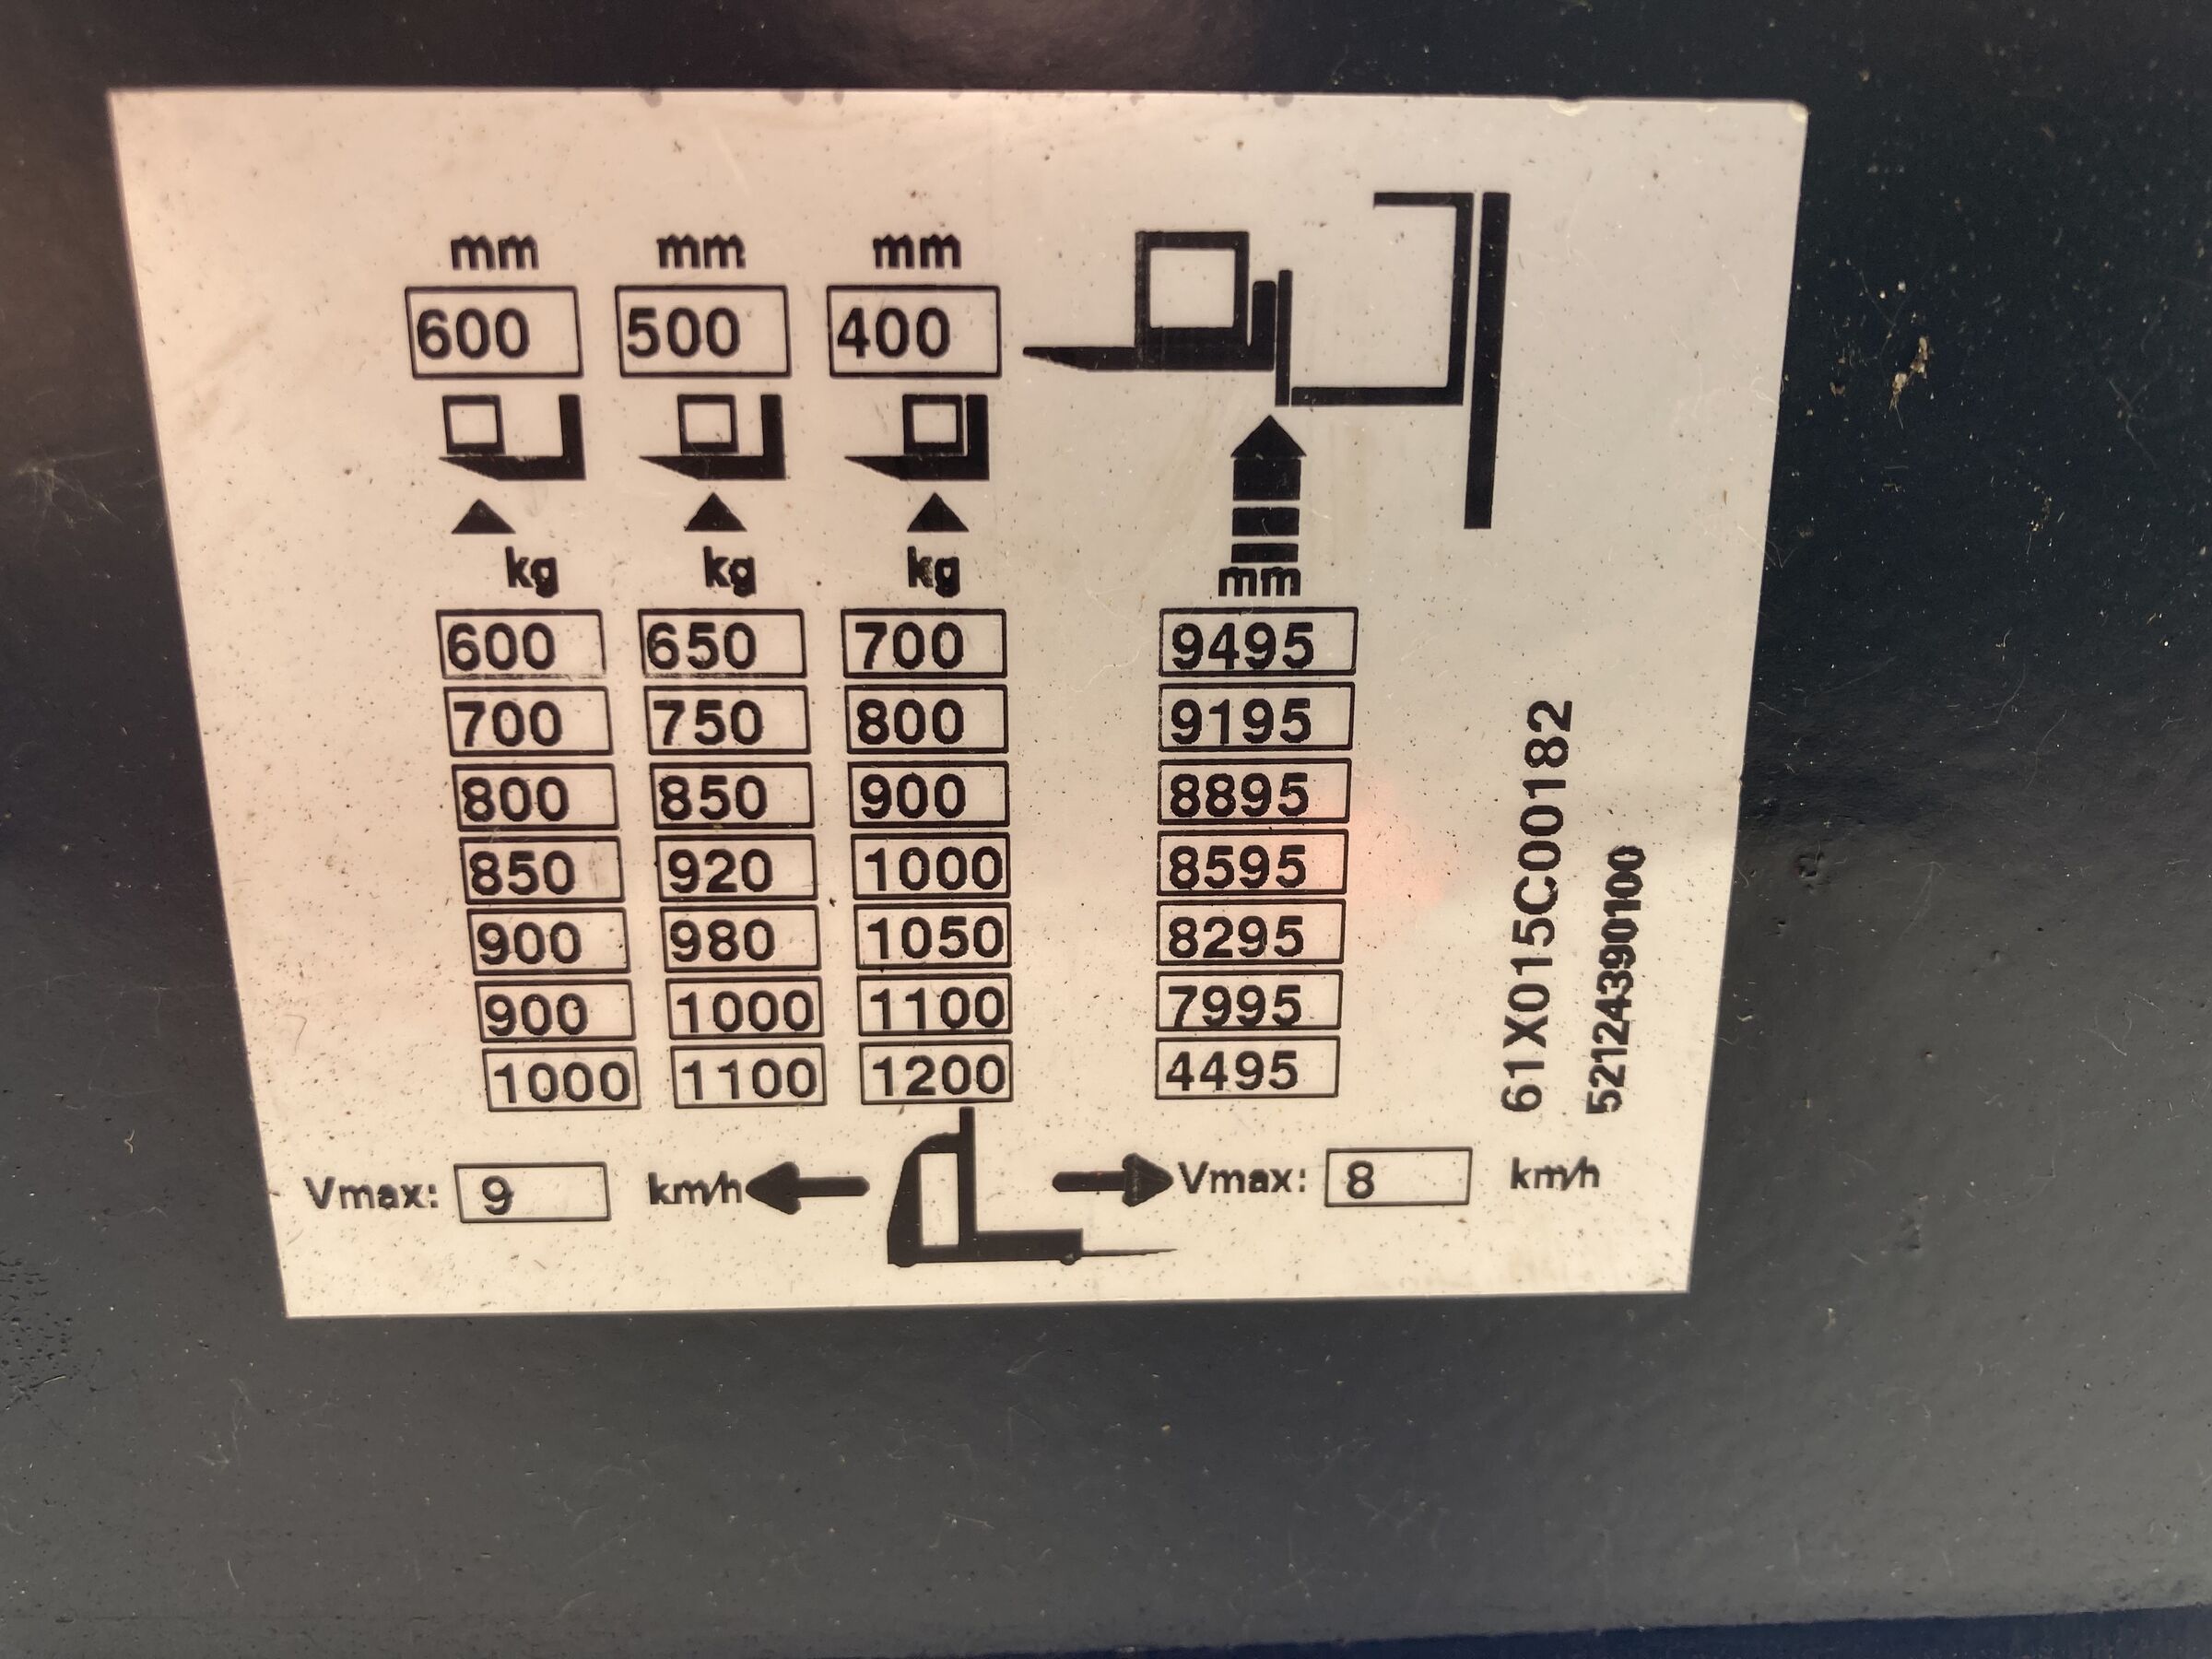 mm mm mm
600 500 400
kg kg kg mm
600 650 700 9495
700 750 800 9195
800 850 900 8895
850 920 1000 8595
900 980 1050 8295
900 1000 1100 7995
1000 1100 1200 4495
Vmax: 9 km/h Vmax: 8 km/h
61X015C00182
52124390100